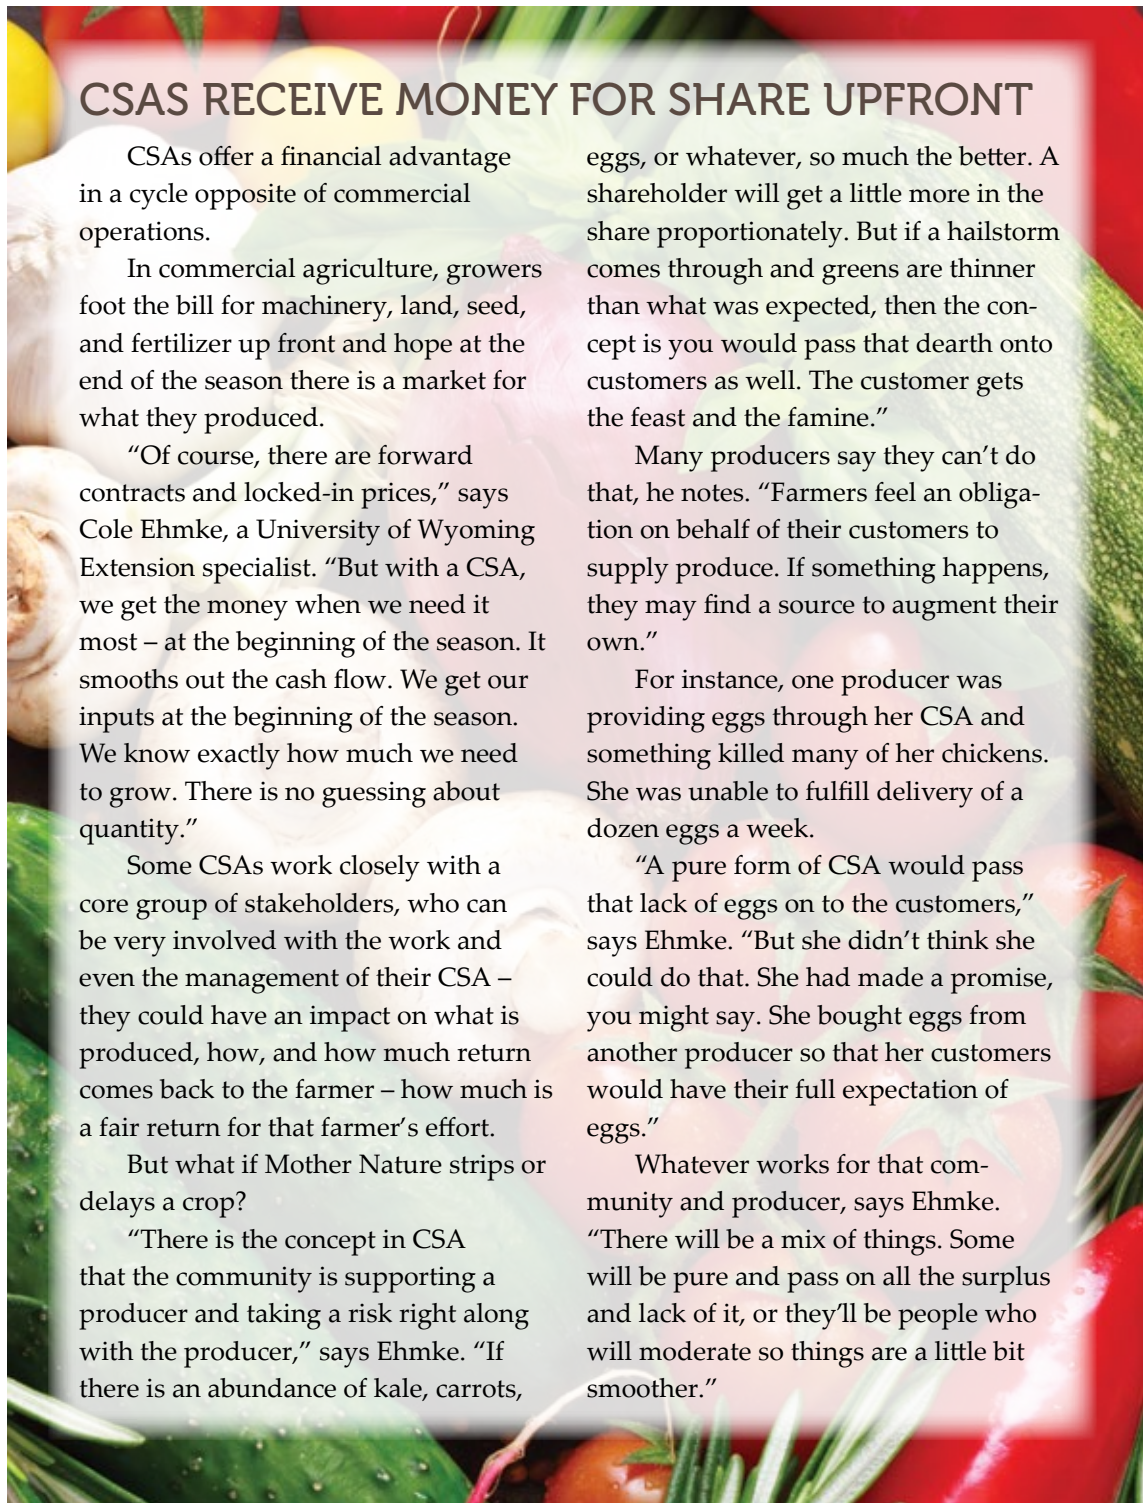 CSAS RECEIVE MONEY FOR SHARE UPFRONT
CSAs offer a financial advantage
in a cycle opposite of commercial
operations.
In commercial agriculture, growers
foot the bill for machinery, land, seed,
and fertilizer up front and hope at the
end of the season there is a market for
what they produced.
“Of course, there are forward
contracts and locked-in prices,” says
Cole Ehmke, a University of Wyoming
Extension specialist. “But with a CSA,
we get the money when we need it
most – at the beginning of the season. It
smooths out the cash flow. We get our
inputs at the beginning of the season.
We know exactly how much we need
to grow. There is no guessing about
quantity.”
Some CSAs work closely with a
core group of stakeholders, who can
be very involved with the work and
even the management of their CSA –
they could have an impact on what is
produced, how, and how much return
comes back to the farmer – how much is
a fair return for that farmer’s effort.
But what if Mother Nature strips or
delays a crop?
“There is the concept in CSA
that the community is supporting a
producer and taking a risk right along
with the producer,” says Ehmke. “If
there is an abundance of kale, carrots,
eggs, or whatever, so much the better. A
shareholder will get a little more in the
share proportionately. But if a hailstorm
comes through and greens are thinner
than what was expected, then the con-
cept is you would pass that dearth onto
customers as well. The customer gets
the feast and the famine.”
Many producers say they can’t do
that, he notes. “Farmers feel an obliga-
tion on behalf of their customers to
supply produce. If something happens,
they may find a source to augment their
own.”
For instance, one producer was
providing eggs through her CSA and
something killed many of her chickens.
She was unable to fulfill delivery of a
dozen eggs a week.
“A pure form of CSA would pass
that lack of eggs on to the customers,”
says Ehmke. “But she didn’t think she
could do that. She had made a promise,
you might say. She bought eggs from
another producer so that her customers
would have their full expectation of
eggs.”
Whatever works for that com-
munity and producer, says Ehmke.
“There will be a mix of things. Some
will be pure and pass on all the surplus
and lack of it, or they’ll be people who
will moderate so things are a little bit
smoother.”